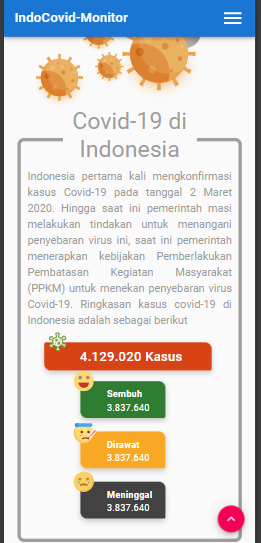 IndoCovid-Monitor
Covid-19 di
Indonesia
Indonesia pertama kali mengkonfirmasi
kasus Covid-19 pada tanggal 2 Maret
2020. Hingga saat ini pemerintah masi
melakukan tindakan untuk menangani
penyebaran virus ini, saat ini pemerintah
menerapkan kebijakan Pemberlakukan
Pembatasan Kegiatan Masyarakat
(PPKM) untuk menekan penyebaran virus
Covid-19. Ringkasan kasus covid-19 di
Indonesia adalah sebagai berikut
4.129.020 Kasus
Sembuh
3.837.640
Dirawat
3.837.640
Meninggal
3.837.640